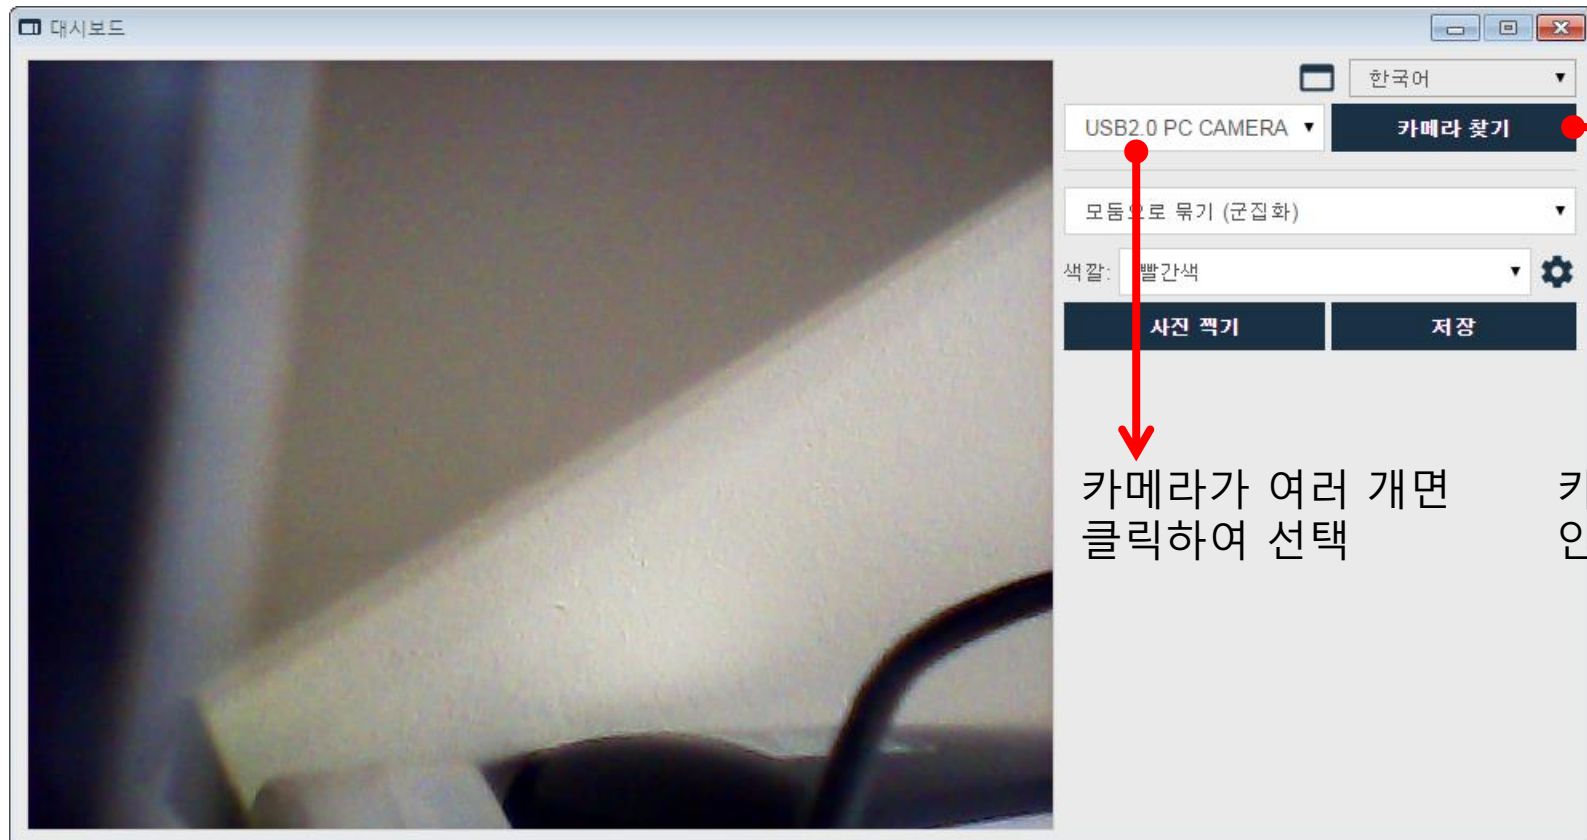 대시보드
한국어
USB2.0 PC CAMERA
카메라 찾기
모둠으로 묶기 (군집화)
색깔: 빨간색
사진 찍기
저장
카메라가 여러 개면
클릭하여 선택